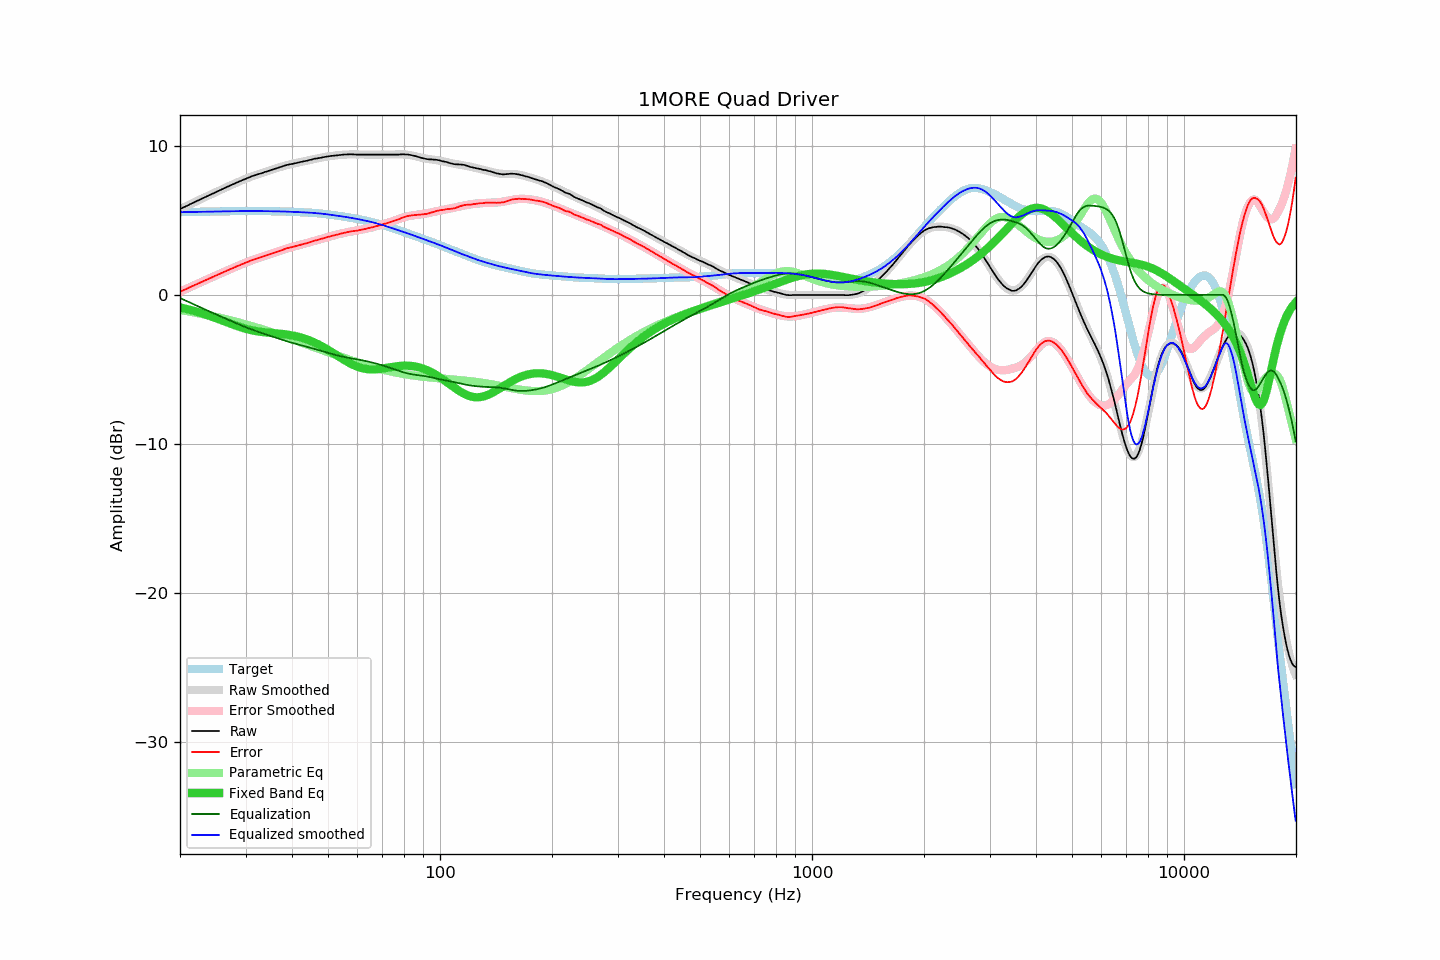 1MORE Quad Driver
10
0
−10
−20
−30
Amplitude (dBr)
Target
Raw Smoothed
Error Smoothed
Raw
Error
Parametric Eq
Fixed Band Eq
Equalization
Equalized smoothed
100
1000
10000
Frequency (Hz)